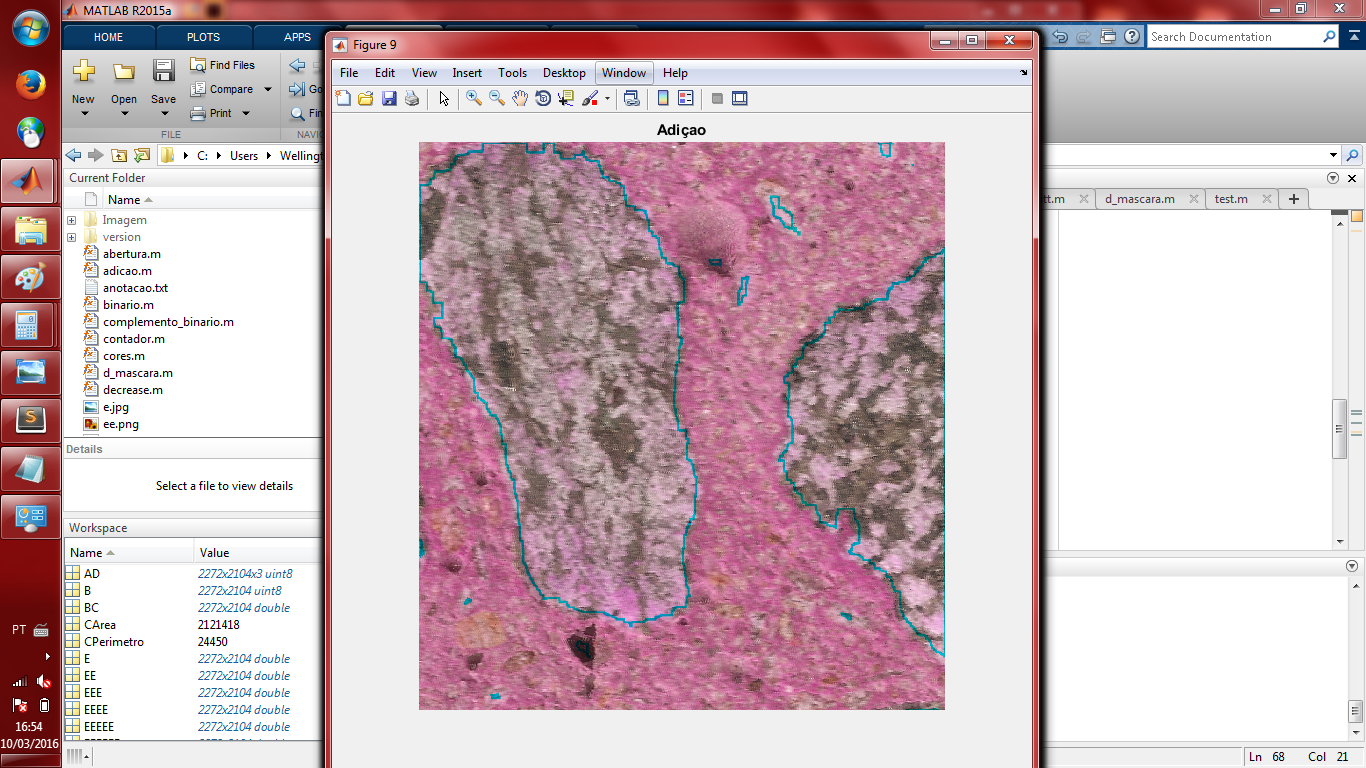 MATLAB R2015a
HOME
PLOTS
APPS
Search Documentation
New
Open
Save
Find Files
Compare
Print
FILE
Figure 9
File Edit View Insert Tools Desktop Window Help
Adiçao
C: Users
Current Folder
Name
Imagem
version
abertura.m
adicao.m
anotacao.txt
binario.m
complemento_binario.m
contador.m
cores.m
d_mascara.m
decrease.m
e.jpg
ee.png
Details
Select a file to view details
Workspace
Name Value
AD 2272x2104x3 uint8
B 2272x2104 uint8
BC 2272x2104 double
CArea 2121418
CPerimetro 24450
E 2272x2104 double
EE 2272x2104 double
EEE 2272x2104 double
EEEE 2272x2104 double
EEEEE 2272x2104 double
d_mascara.m
test.m
Ln 68 Col 21
PT
16:54
10/03/2016